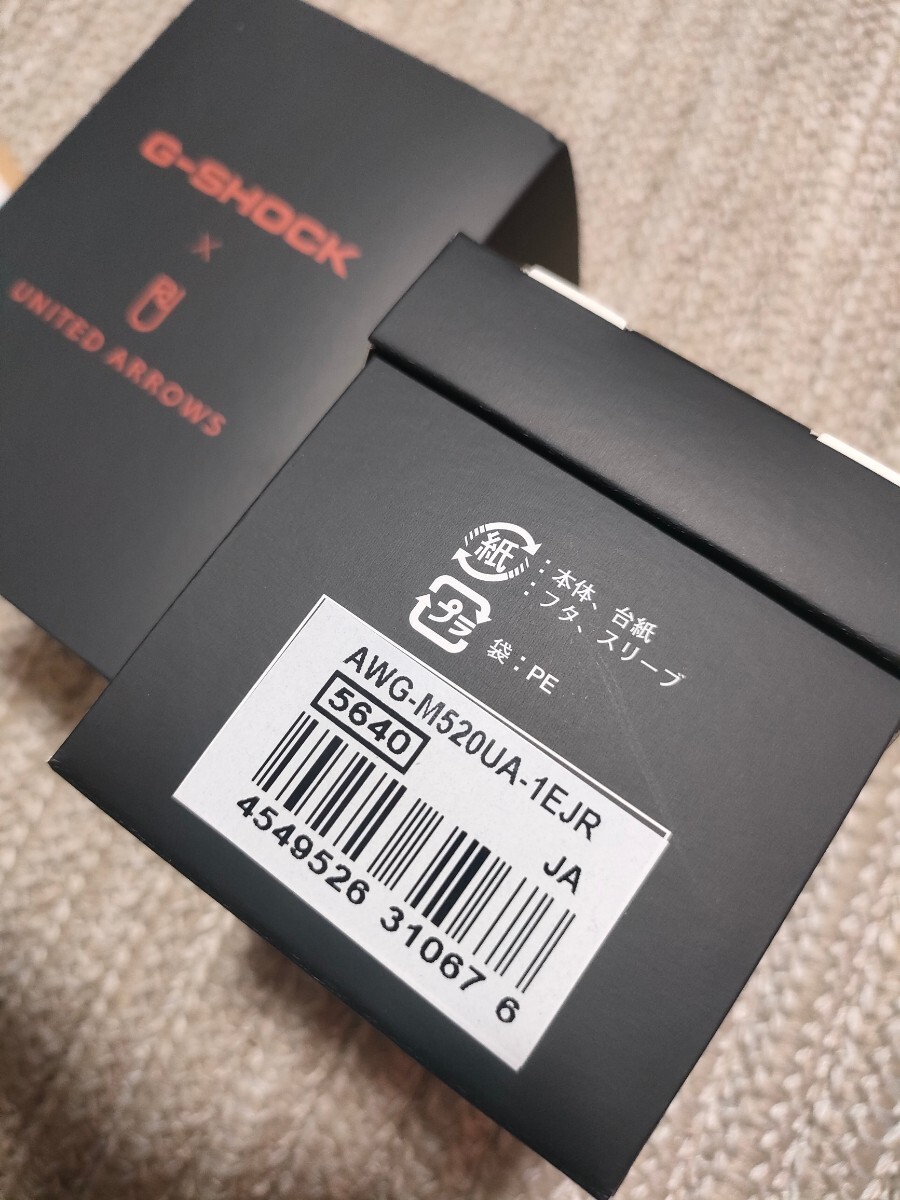 G-SHOCK
×
UNITED ARROWS
紙 : 本体、台紙
: フタ、スリーブ
プラ 袋 : PE
AWG-M520UA-1EJR
5640 JA
4549526 31067 6